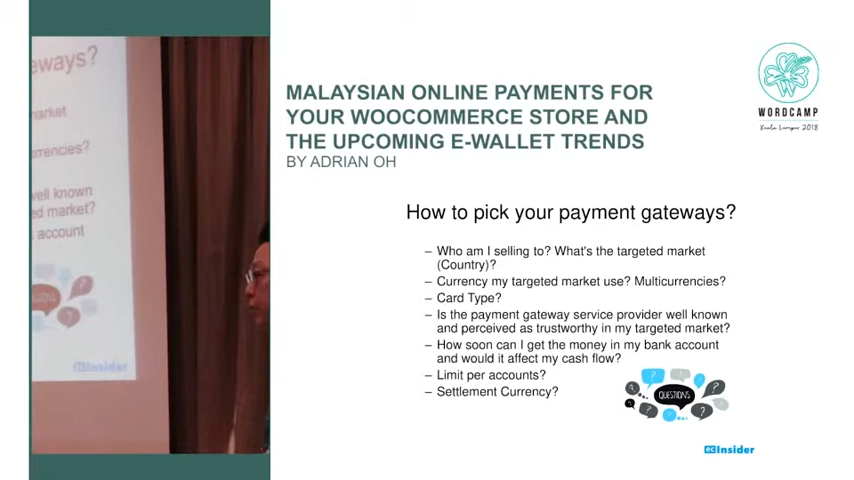 eways?
market
rrencies?
well known
ed market?
account
Insider
MALAYSIAN ONLINE PAYMENTS FOR
YOUR WOOCOMMERCE STORE AND
THE UPCOMING E-WALLET TRENDS
BY ADRIAN OH
WORDCAMP
Kuala Lumpur 2018
How to pick your payment gateways?
– Who am I selling to? What's the targeted market
(Country)?
– Currency my targeted market use? Multicurrencies?
– Card Type?
– Is the payment gateway service provider well known
and perceived as trustworthy in my targeted market?
– How soon can I get the money in my bank account
and would it affect my cash flow?
– Limit per accounts?
– Settlement Currency?
QUESTIONS
ecInsider